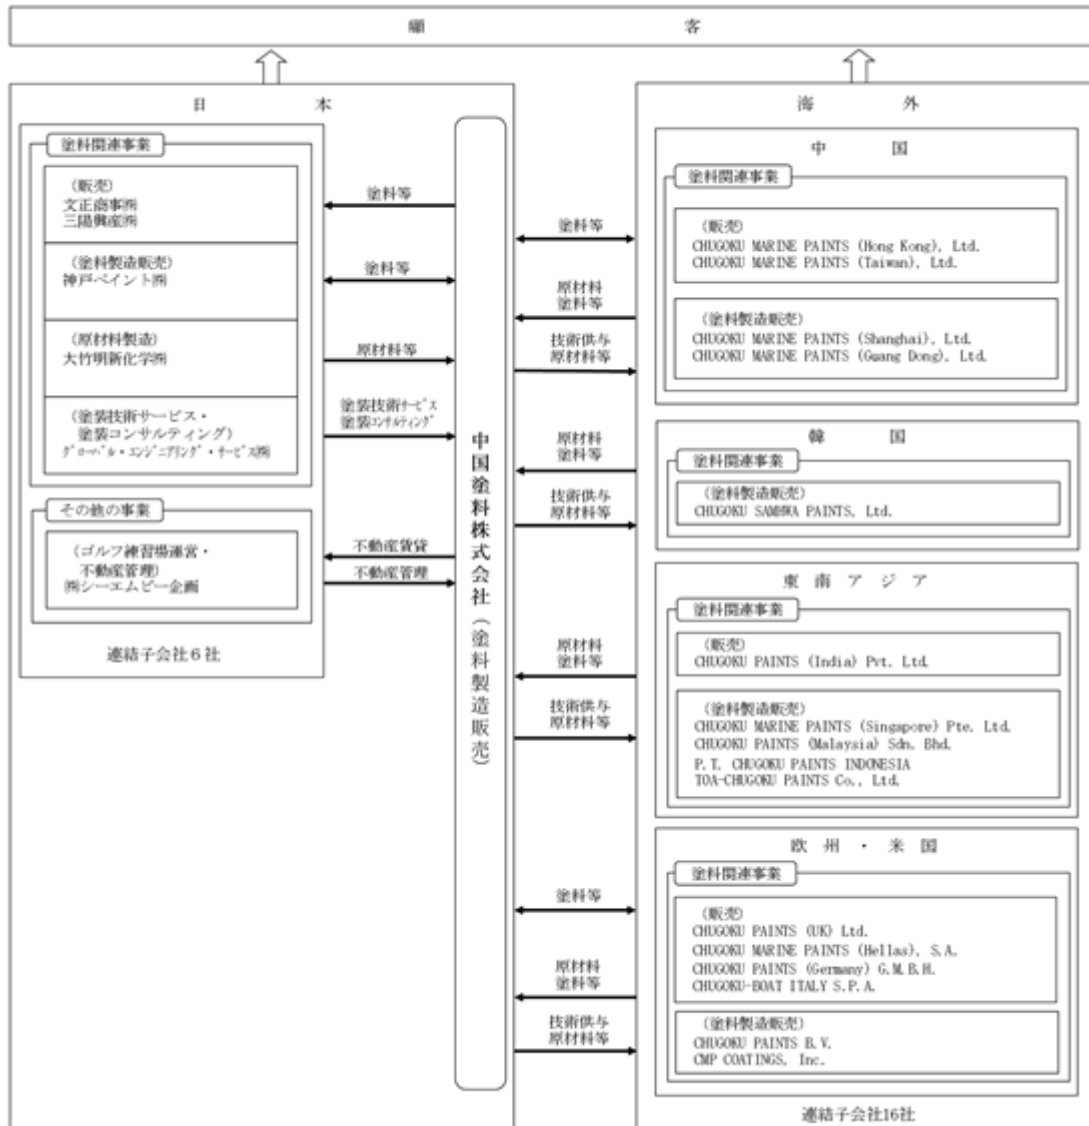 顧　客
日　本
塗料関連事業
(販売)
文正商事㈱
三陽興産㈱
(塗料製造販売)
神戸ペイント㈱
(原材料製造)
大竹明新化学㈱
(塗装技術サービス・
塗装コンサルティング)
グローバル・エンジニアリング・サービス㈱
その他の事業
(ゴルフ練習場運営・
不動産管理)
㈱シーエムピー企画
連結子会社6社
塗料等
塗料等
原材料等
塗装技術サービス
塗装コンサルティング
不動産賃貸
不動産管理
中国塗料株式会社(塗料製造販売)
塗料等
原材料
塗料等
技術供与
原材料等
原材料
塗料等
技術供与
原材料等
原材料
塗料等
技術供与
原材料等
塗料等
原材料
塗料等
技術供与
原材料等
海　外
中　国
塗料関連事業
(販売)
CHUGOKU MARINE PAINTS (Hong Kong), Ltd.
CHUGOKU MARINE PAINTS (Taiwan), Ltd.
(塗料製造販売)
CHUGOKU MARINE PAINTS (Shanghai), Ltd.
CHUGOKU MARINE PAINTS (Guang Dong), Ltd.
韓　国
塗料関連事業
(塗料製造販売)
CHUGOKU SAMHWA PAINTS, Ltd.
東 南 ア ジ ア
塗料関連事業
(販売)
CHUGOKU PAINTS (India) Pvt. Ltd.
(塗料製造販売)
CHUGOKU MARINE PAINTS (Singapore) Pte. Ltd.
CHUGOKU PAINTS (Malaysia) Sdn. Bhd.
P.T. CHUGOKU PAINTS INDONESIA
TOA-CHUGOKU PAINTS Co., Ltd.
欧 州 ・ 米 国
塗料関連事業
(販売)
CHUGOKU PAINTS (UK) Ltd.
CHUGOKU MARINE PAINTS (Hellas), S.A.
CHUGOKU PAINTS (Germany) G.M.B.H.
CHUGOKU-BOAT ITALY S.P.A.
(塗料製造販売)
CHUGOKU PAINTS B.V.
CMP COATINGS, Inc.
連結子会社16社